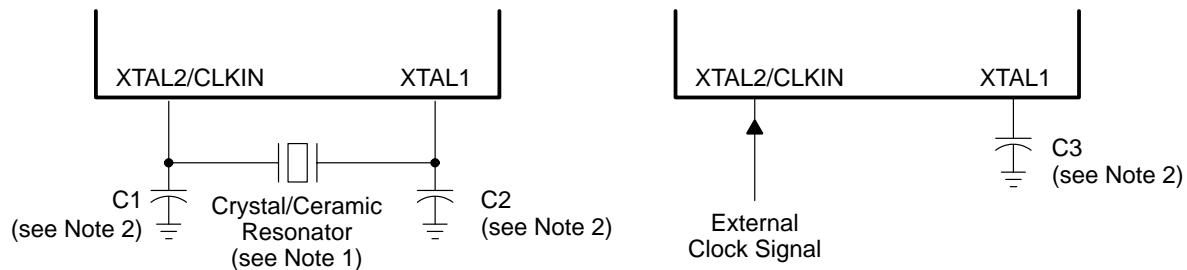 XTAL2/CLKIN
XTAL1
C1
(see Note 2)
Crystal/Ceramic
Resonator
(see Note 1)
C2
(see Note 2)
XTAL2/CLKIN
XTAL1
External
Clock Signal
C3
(see Note 2)